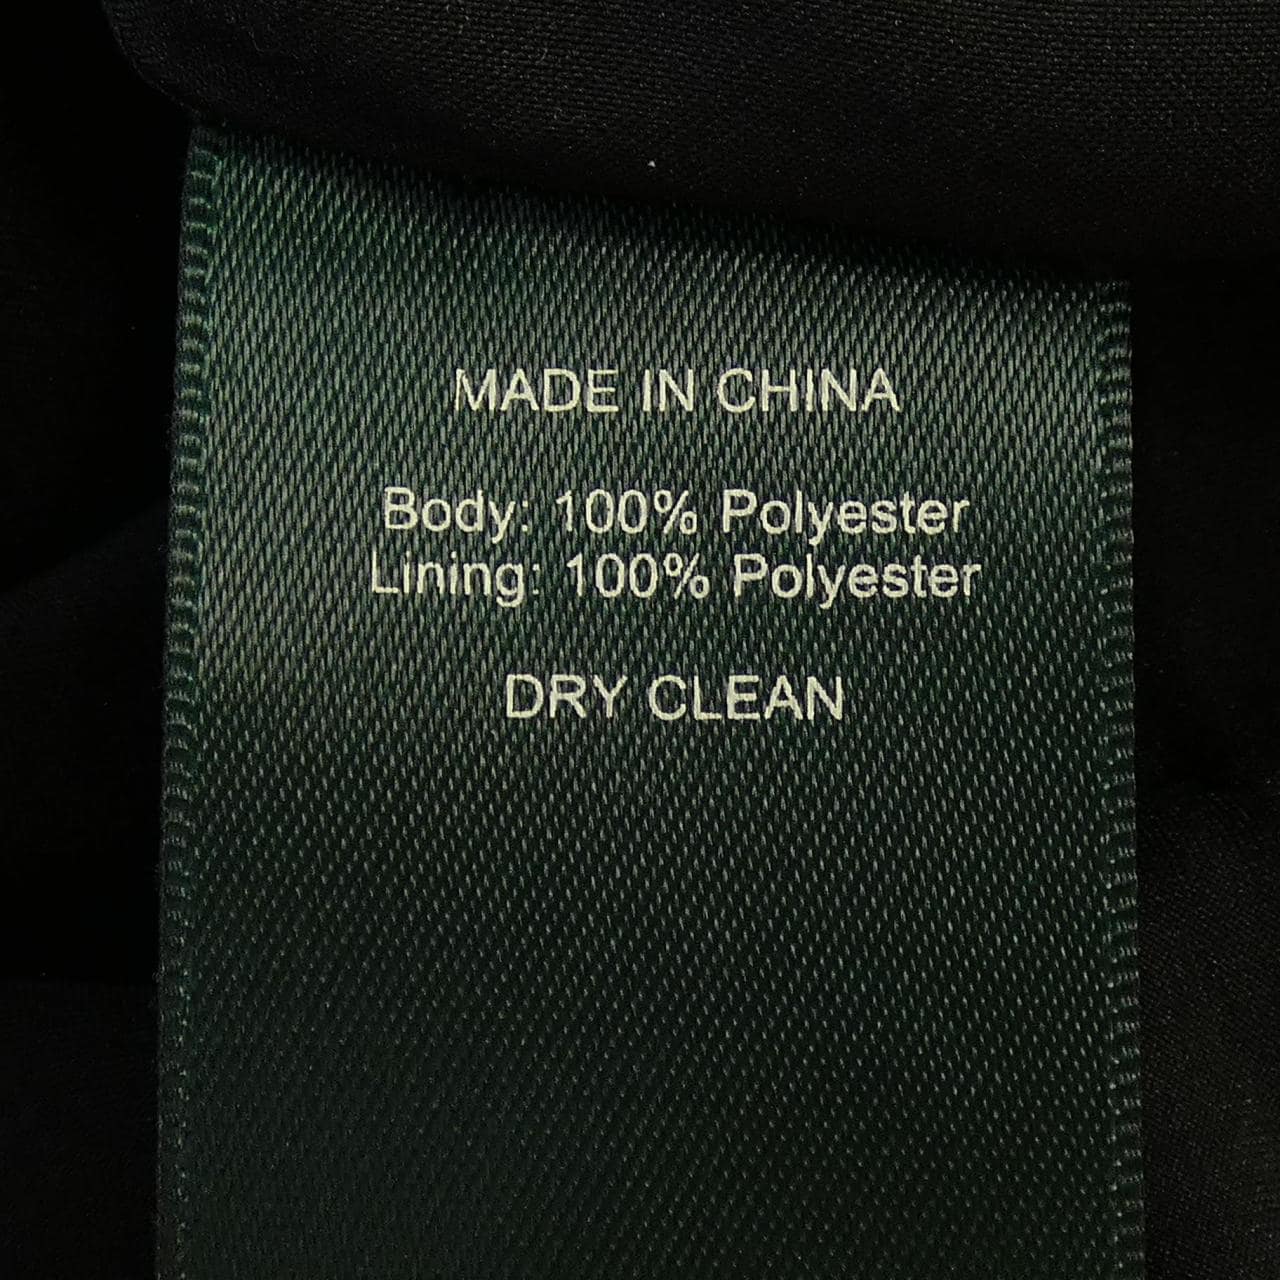 MADE IN CHINA
Body: 100% Polyester
Lining: 100% Polyester
DRY CLEAN